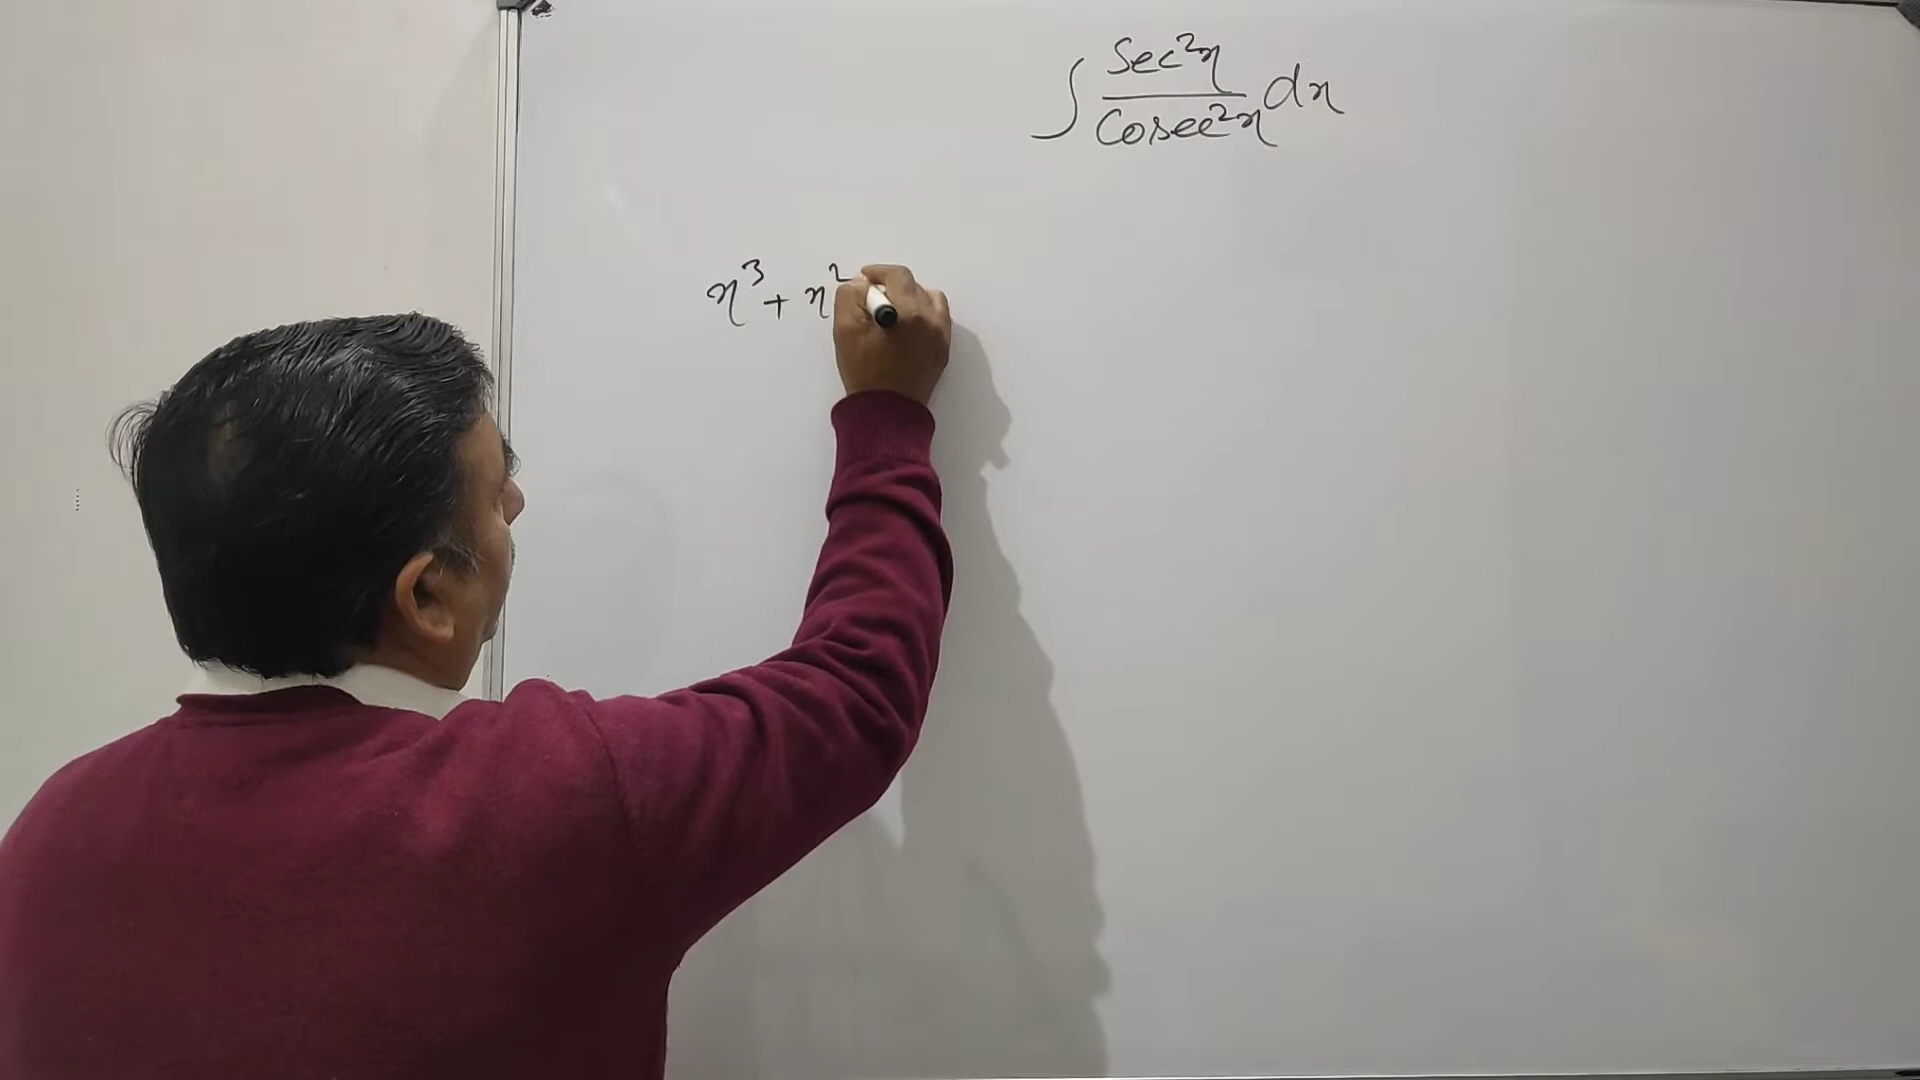 ∫ Sec²x / Cosec²x dx
x³ + x²